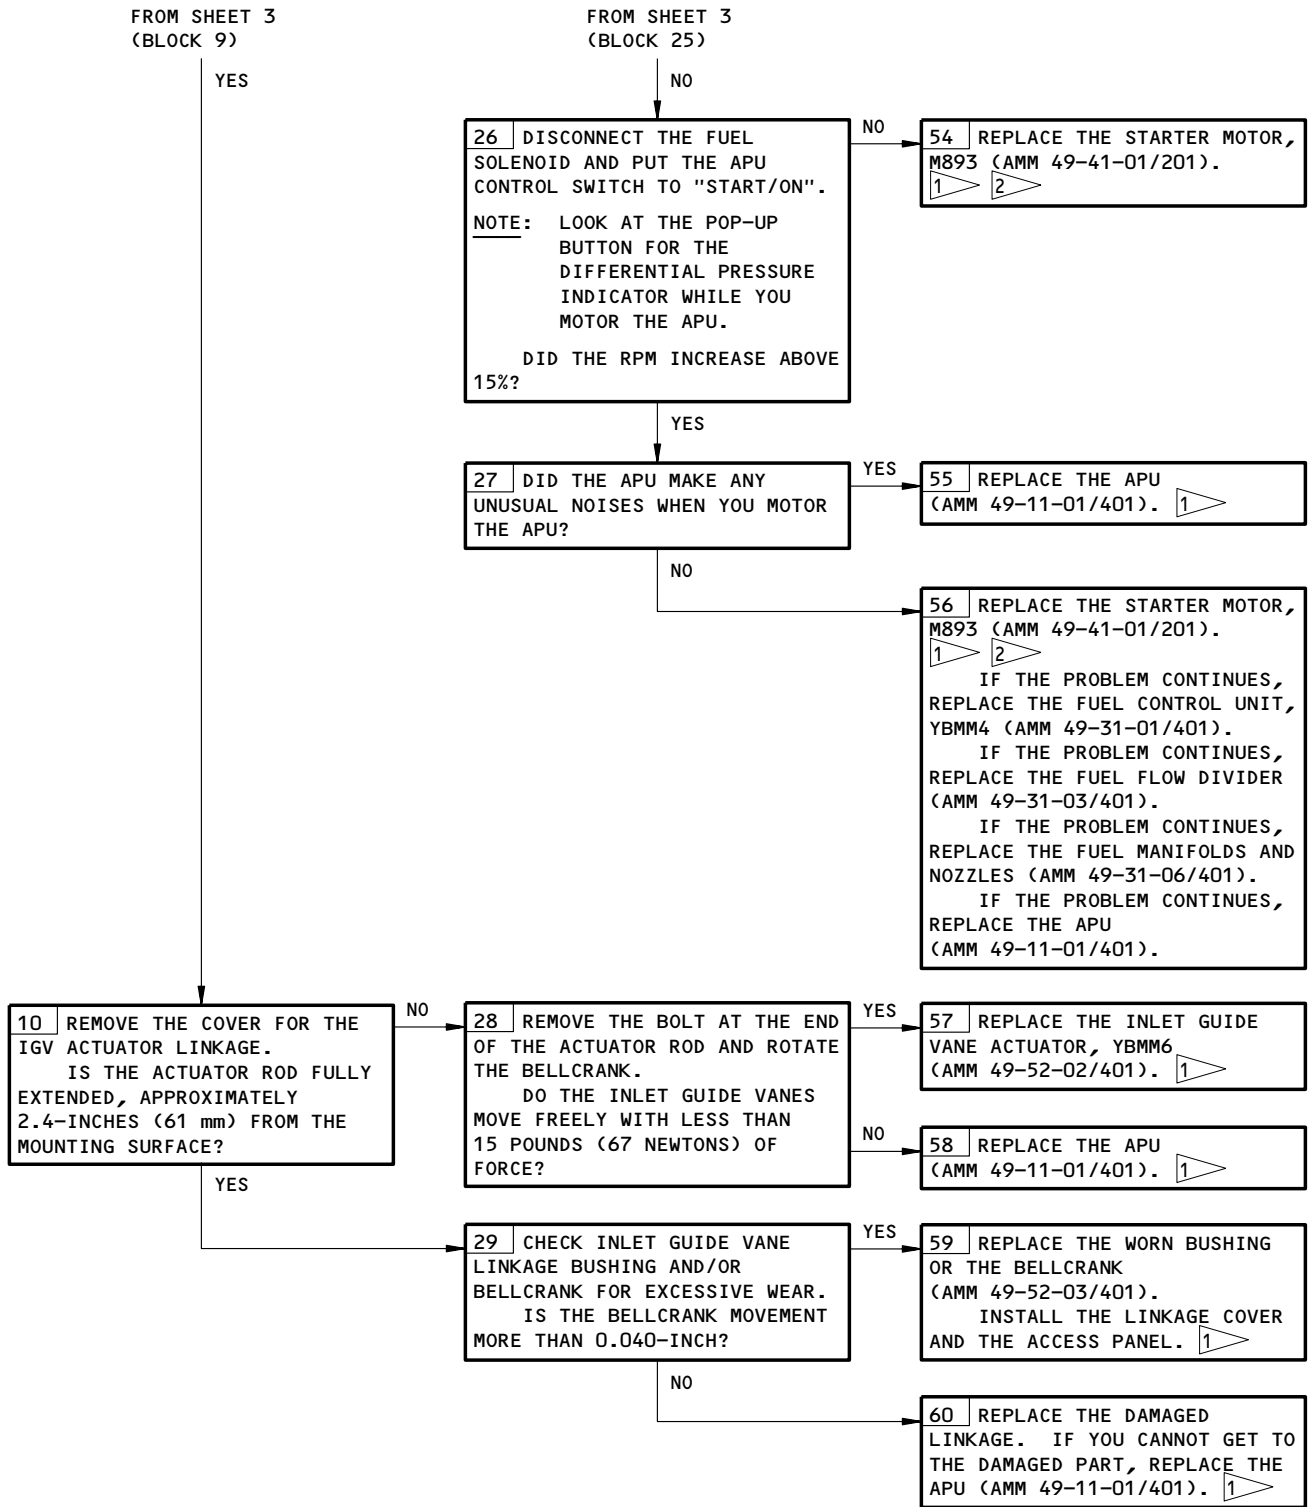 FROM SHEET 3
(BLOCK 9)
YES
FROM SHEET 3
(BLOCK 25)
NO
26 DISCONNECT THE FUEL
SOLENOID AND PUT THE APU
CONTROL SWITCH TO "START/ON".
NOTE: LOOK AT THE POP-UP
BUTTON FOR THE
DIFFERENTIAL PRESSURE
INDICATOR WHILE YOU
MOTOR THE APU.
DID THE RPM INCREASE ABOVE
15%?
NO
54 REPLACE THE STARTER MOTOR,
M893 (AMM 49-41-01/201).
1 2
YES
27 DID THE APU MAKE ANY
UNUSUAL NOISES WHEN YOU MOTOR
THE APU?
YES
55 REPLACE THE APU
(AMM 49-11-01/401). 1
NO
56 REPLACE THE STARTER MOTOR,
M893 (AMM 49-41-01/201).
1 2
IF THE PROBLEM CONTINUES,
REPLACE THE FUEL CONTROL UNIT,
YBMM4 (AMM 49-31-01/401).
IF THE PROBLEM CONTINUES,
REPLACE THE FUEL FLOW DIVIDER
(AMM 49-31-03/401).
IF THE PROBLEM CONTINUES,
REPLACE THE FUEL MANIFOLDS AND
NOZZLES (AMM 49-31-06/401).
IF THE PROBLEM CONTINUES,
REPLACE THE APU
(AMM 49-11-01/401).
10 REMOVE THE COVER FOR THE
IGV ACTUATOR LINKAGE.
IS THE ACTUATOR ROD FULLY
EXTENDED, APPROXIMATELY
2.4-INCHES (61 mm) FROM THE
MOUNTING SURFACE?
NO
28 REMOVE THE BOLT AT THE END
OF THE ACTUATOR ROD AND ROTATE
THE BELLCRANK.
DO THE INLET GUIDE VANES
MOVE FREELY WITH LESS THAN
15 POUNDS (67 NEWTONS) OF
FORCE?
YES
57 REPLACE THE INLET GUIDE
VANE ACTUATOR, YBMM6
(AMM 49-52-02/401). 1
NO
58 REPLACE THE APU
(AMM 49-11-01/401). 1
YES
29 CHECK INLET GUIDE VANE
LINKAGE BUSHING AND/OR
BELLCRANK FOR EXCESSIVE WEAR.
IS THE BELLCRANK MOVEMENT
MORE THAN 0.040-INCH?
YES
59 REPLACE THE WORN BUSHING
OR THE BELLCRANK
(AMM 49-52-03/401).
INSTALL THE LINKAGE COVER
AND THE ACCESS PANEL. 1
NO
60 REPLACE THE DAMAGED
LINKAGE. IF YOU CANNOT GET TO
THE DAMAGED PART, REPLACE THE
APU (AMM 49-11-01/401). 1